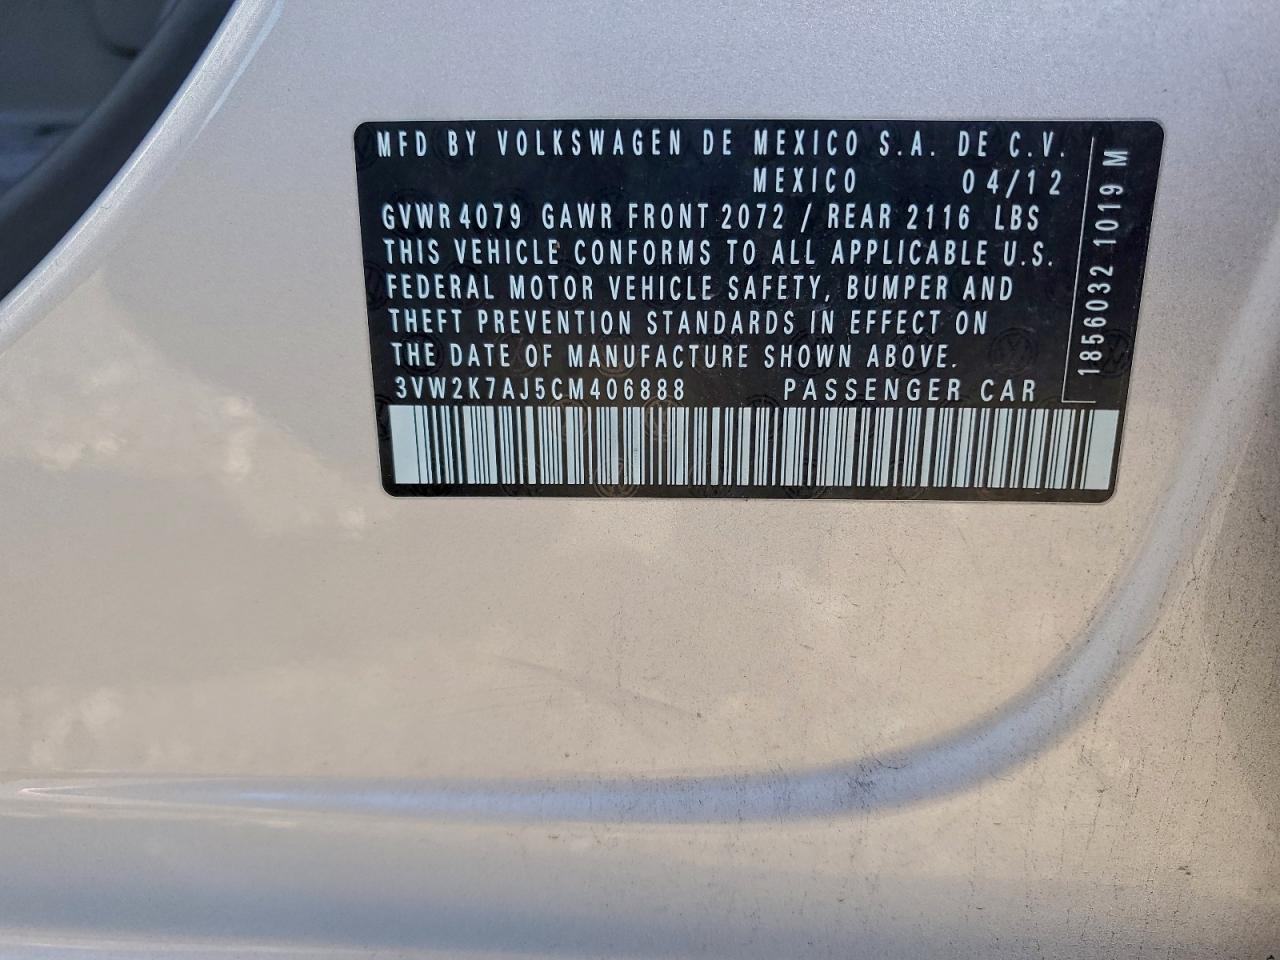 MFD BY VOLKSWAGEN DE MEXICO S.A. DE C.V.
MEXICO 04/12
GVWR 4079 GAWR FRONT 2072 / REAR 2116 LBS
THIS VEHICLE CONFORMS TO ALL APPLICABLE U.S.
FEDERAL MOTOR VEHICLE SAFETY, BUMPER AND
THEFT PREVENTION STANDARDS IN EFFECT ON
THE DATE OF MANUFACTURE SHOWN ABOVE.
3VW2K7AJ5CM406888 PASSENGER CAR
1856032 1019 M